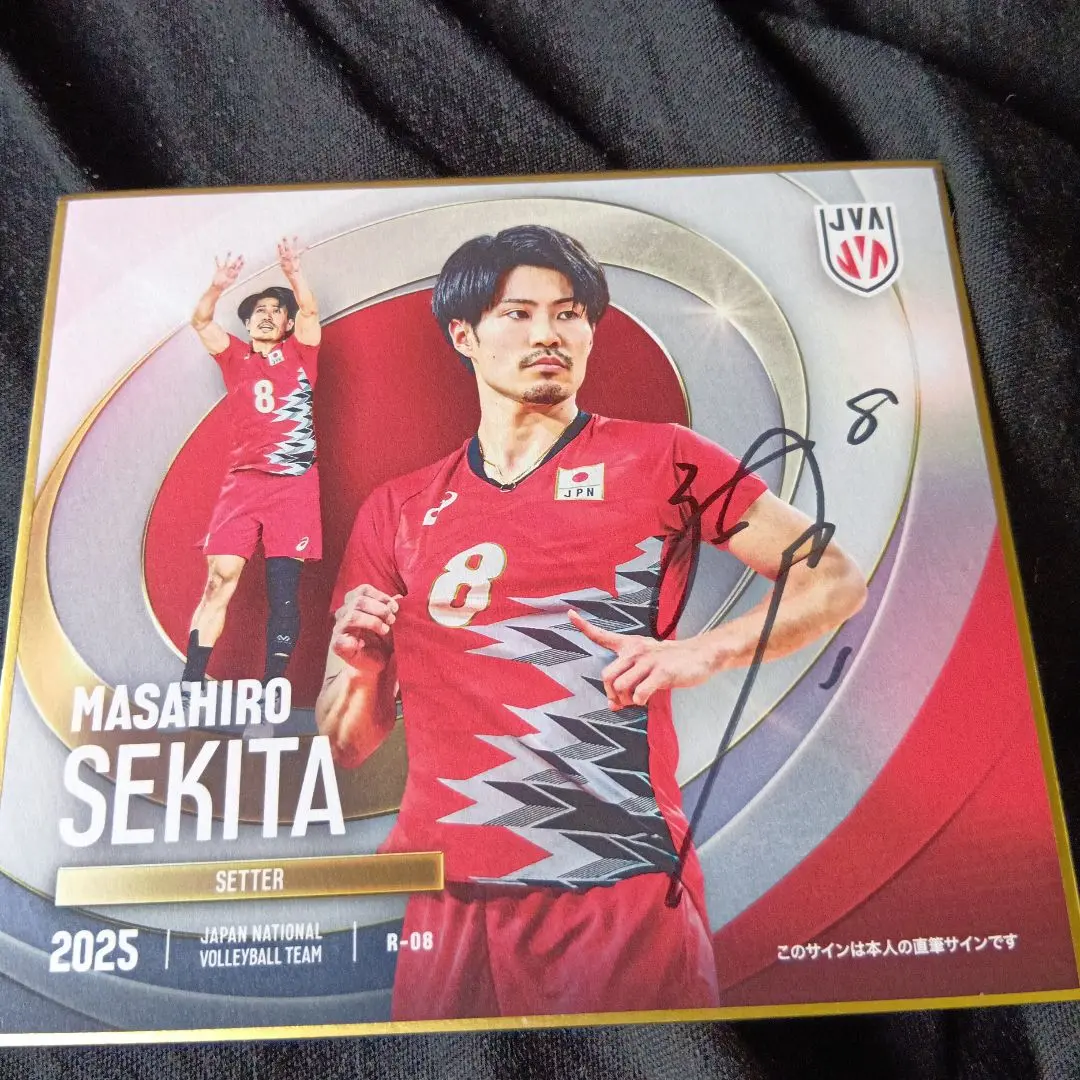 JVA
8
JPN
8
8
MASAHIRO
SEKITA
SETTER
2025
JAPAN NATIONAL
VOLLEYBALL TEAM
R-08
このサインは本人の直筆サインです